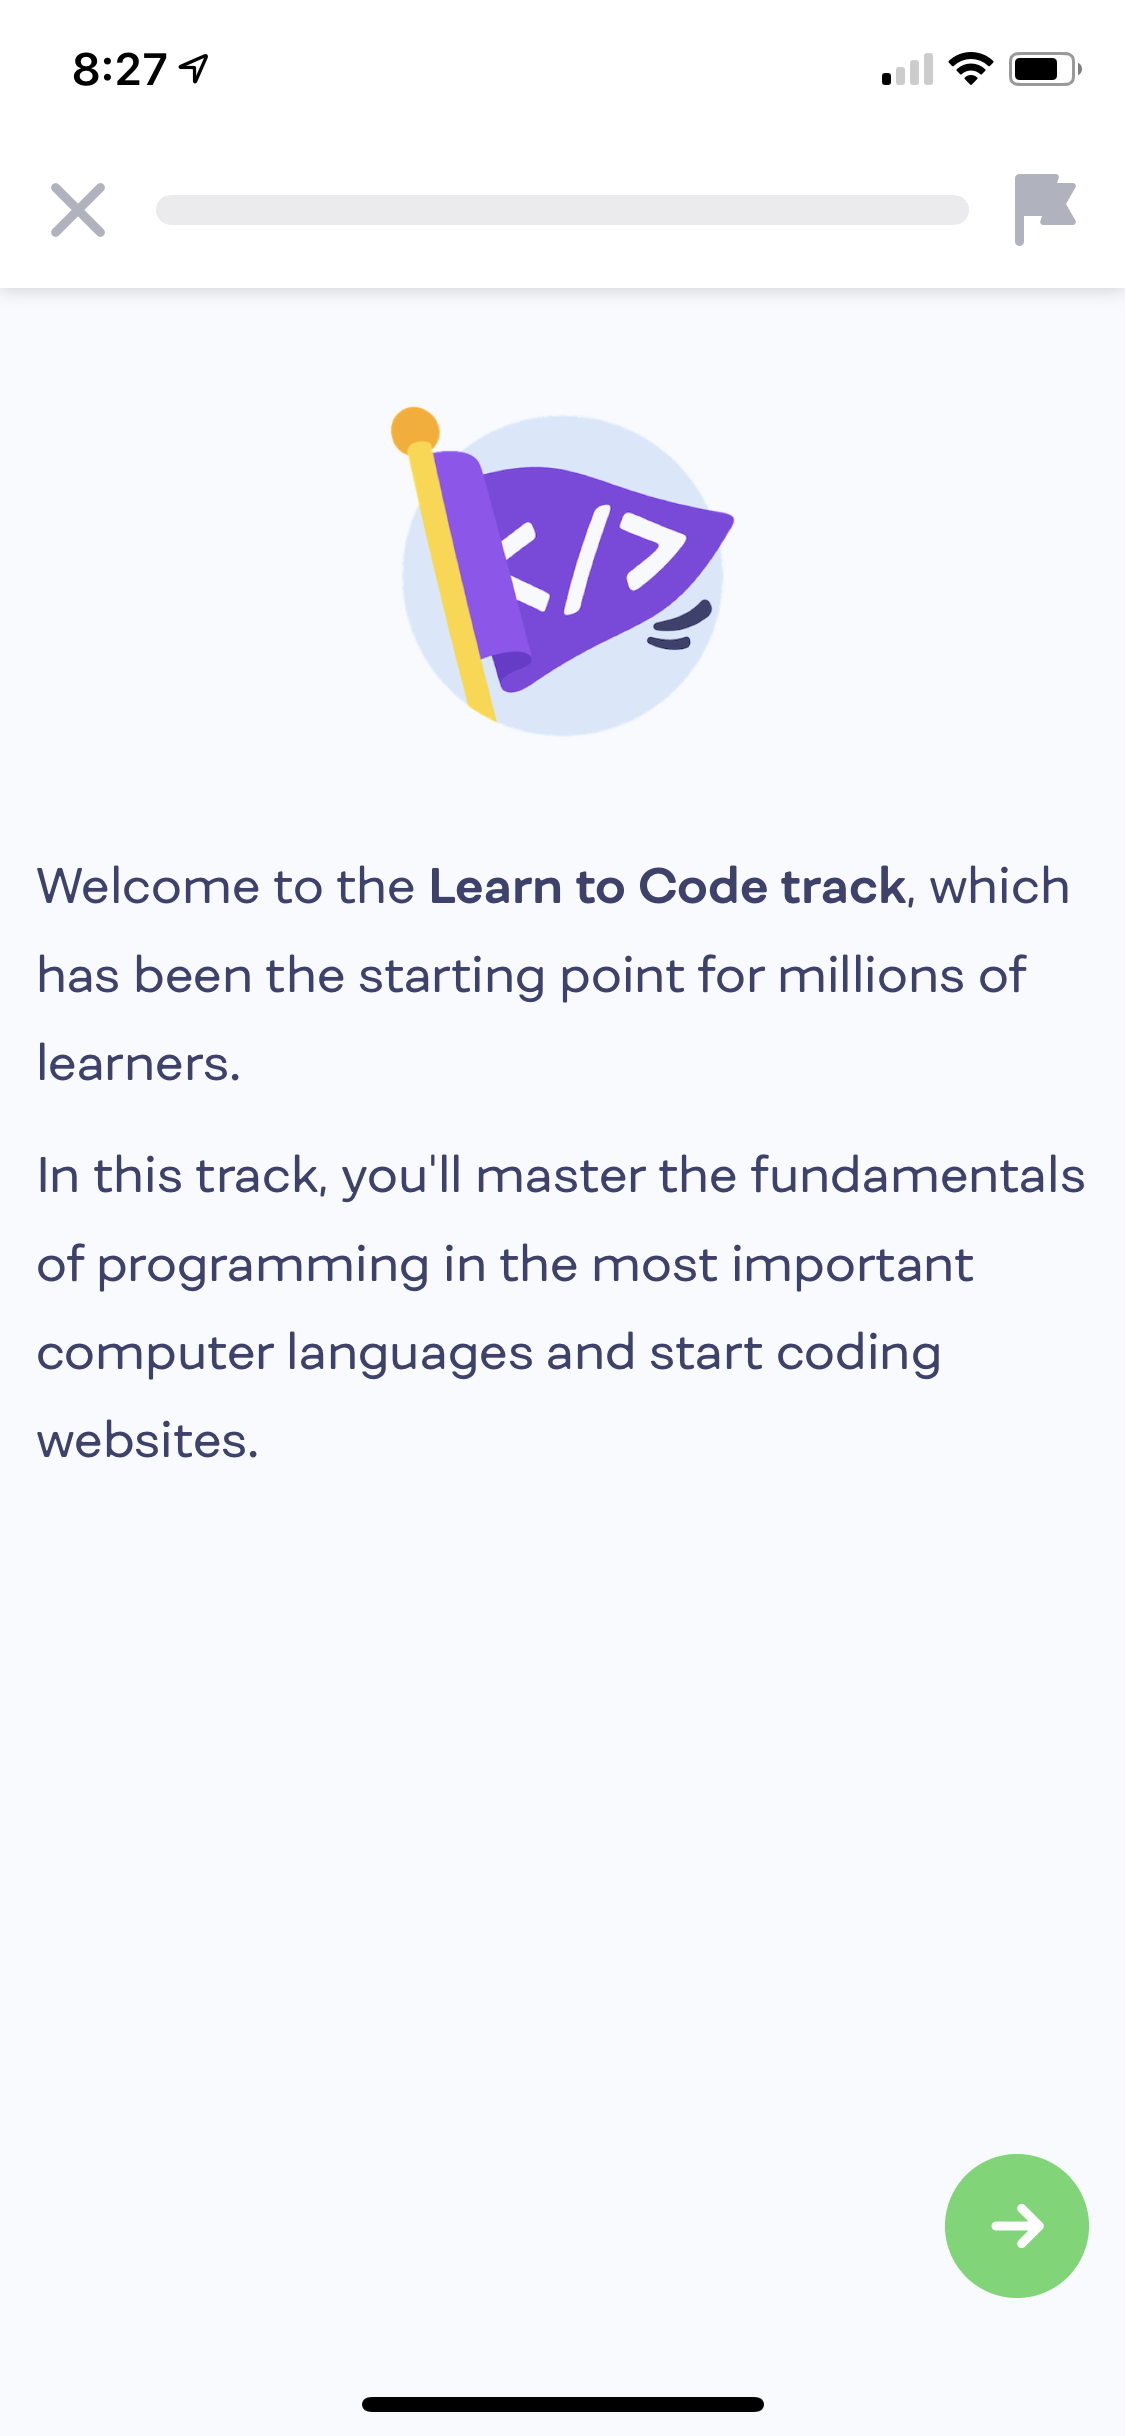 8:27
</>
Welcome to the Learn to Code track, which
has been the starting point for millions of
learners.
In this track, you'll master the fundamentals
of programming in the most important
computer languages and start coding
websites.